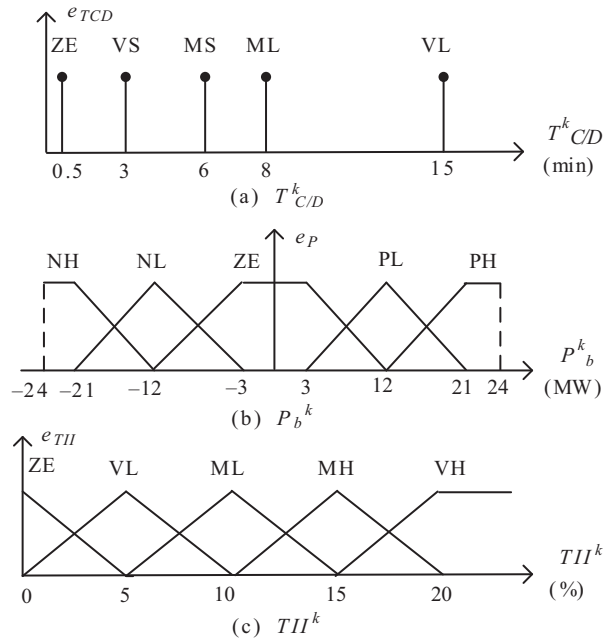 e_TCD
ZE VS MS ML VL
T^k_C/D
0.5 3 6 8 15 (min)
(a) T^k_C/D
e_P
NH NL ZE PL PH
P^k_b
−24 −21 −12 −3 3 12 21 24 (MW)
(b) P_b^k
e_TII
ZE VL ML MH VH
TII^k
0 5 10 15 20 (%)
(c) TII^k